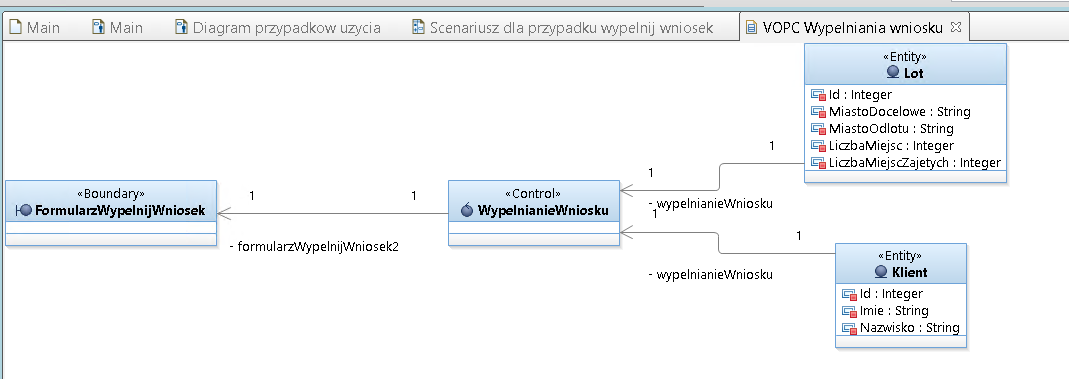 Main
Main
Diagram przypadkow uzycia
Scenariusz dla przypadku wypelnij wniosek
VOPC Wypelniania wniosku
«Entity»
Lot
Id : Integer
MiastoDocelowe : String
MiastoOdlotu : String
LiczbaMiejsc : Integer
LiczbaMiejscZajetych : Integer
1
1
- wypelnianieWniosku
«Boundary»
FormularzWypelnijWniosek
1
1
- formularzWypelnijWniosek2
«Control»
WypelnianieWniosku
1
1
- wypelnianieWniosku
«Entity»
Klient
Id : Integer
Imie : String
Nazwisko : String